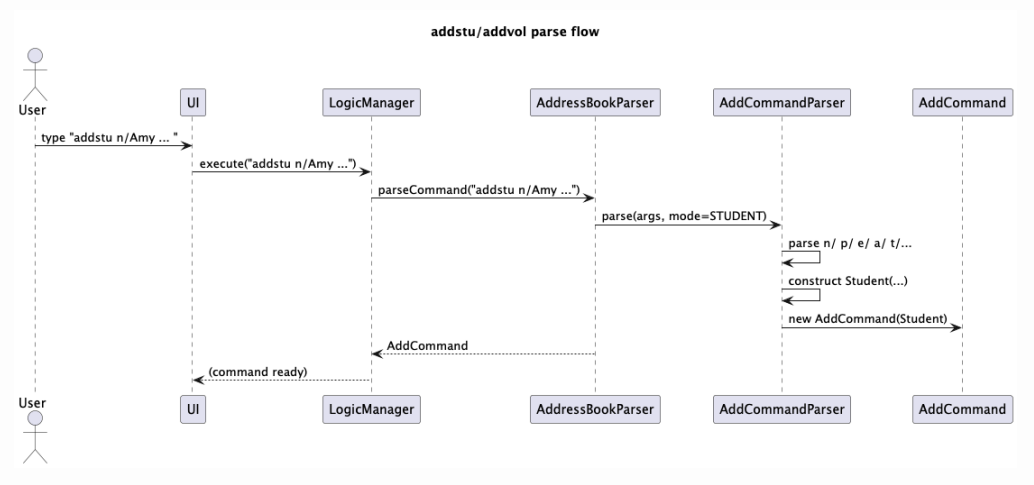 addstu/addvol parse flow
User
UI
LogicManager
AddressBookParser
AddCommandParser
AddCommand
type "addstu n/Amy ... "
execute("addstu n/Amy ...")
parseCommand("addstu n/Amy ...")
parse(args, mode=STUDENT)
parse n/ p/ e/ a/ t/...
construct Student(...)
new AddCommand(Student)
AddCommand
(command ready)
User
UI
LogicManager
AddressBookParser
AddCommandParser
AddCommand